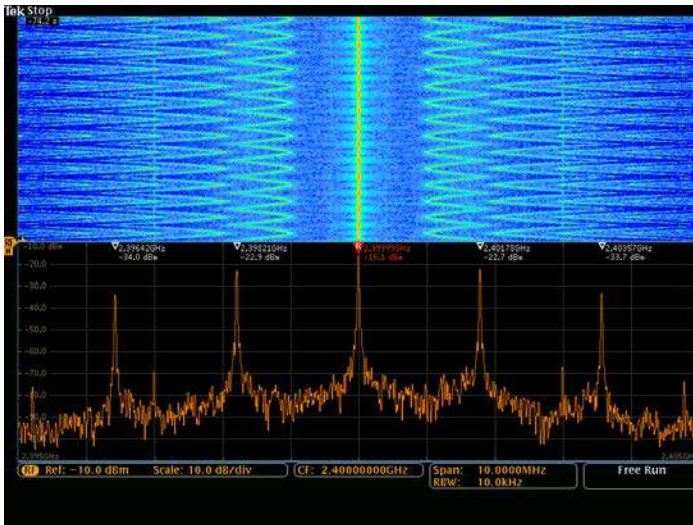 Tek Stop
-10.0 dBm
2.39642GHz
-34.0 dBm
2.39821GHz
-22.9 dBm
2.39999GHz
-16.1 dBm
2.40178GHz
-22.7 dBm
2.40357GHz
-33.7 dBm
-20.0
-30.0
-40.0
-50.0
-60.0
-70.0
-80.0
-90.0
2.395GHz
2.405GHz
RF Ref: -10.0 dBm Scale: 10.0 dB/div
CF: 2.40000000GHz
Span: 10.0000MHz
RBW: 10.0kHz
Free Run